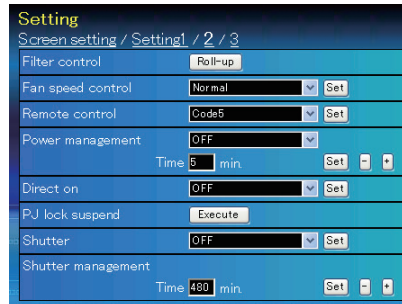 Setting
Screen setting / Setting1 / 2 / 3
Filter control Roll-up
Fan speed control Normal Set
Remote control Code5 Set
Power management OFF
Time 5 min. Set - +
Direct on OFF Set
PJ lock suspend Execute
Shutter OFF Set
Shutter management
Time 480 min. Set - +